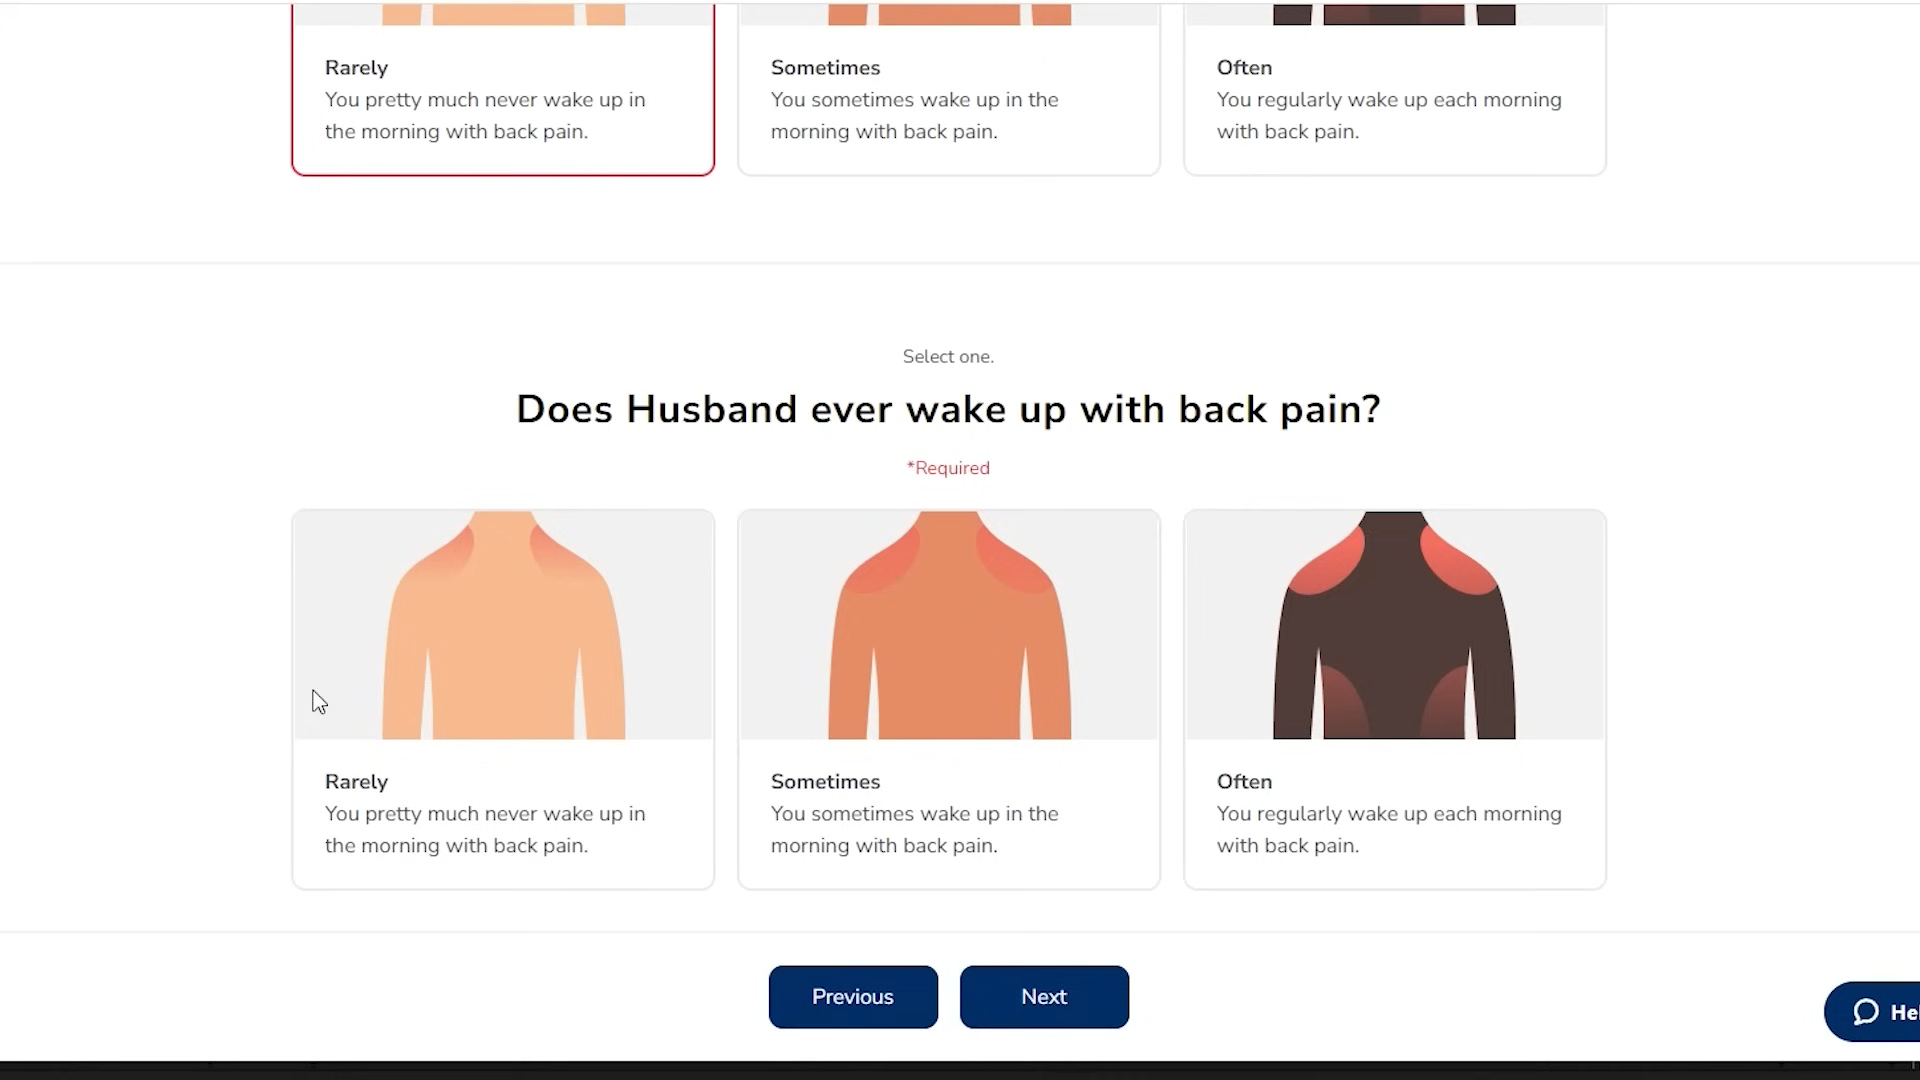 Rarely
You pretty much never wake up in
the morning with back pain.
Sometimes
You sometimes wake up in the
morning with back pain.
Often
You regularly wake up each morning
with back pain.
Select one.
Does Husband ever wake up with back pain?
*Required
Rarely
You pretty much never wake up in
the morning with back pain.
Sometimes
You sometimes wake up in the
morning with back pain.
Often
You regularly wake up each morning
with back pain.
Previous
Next